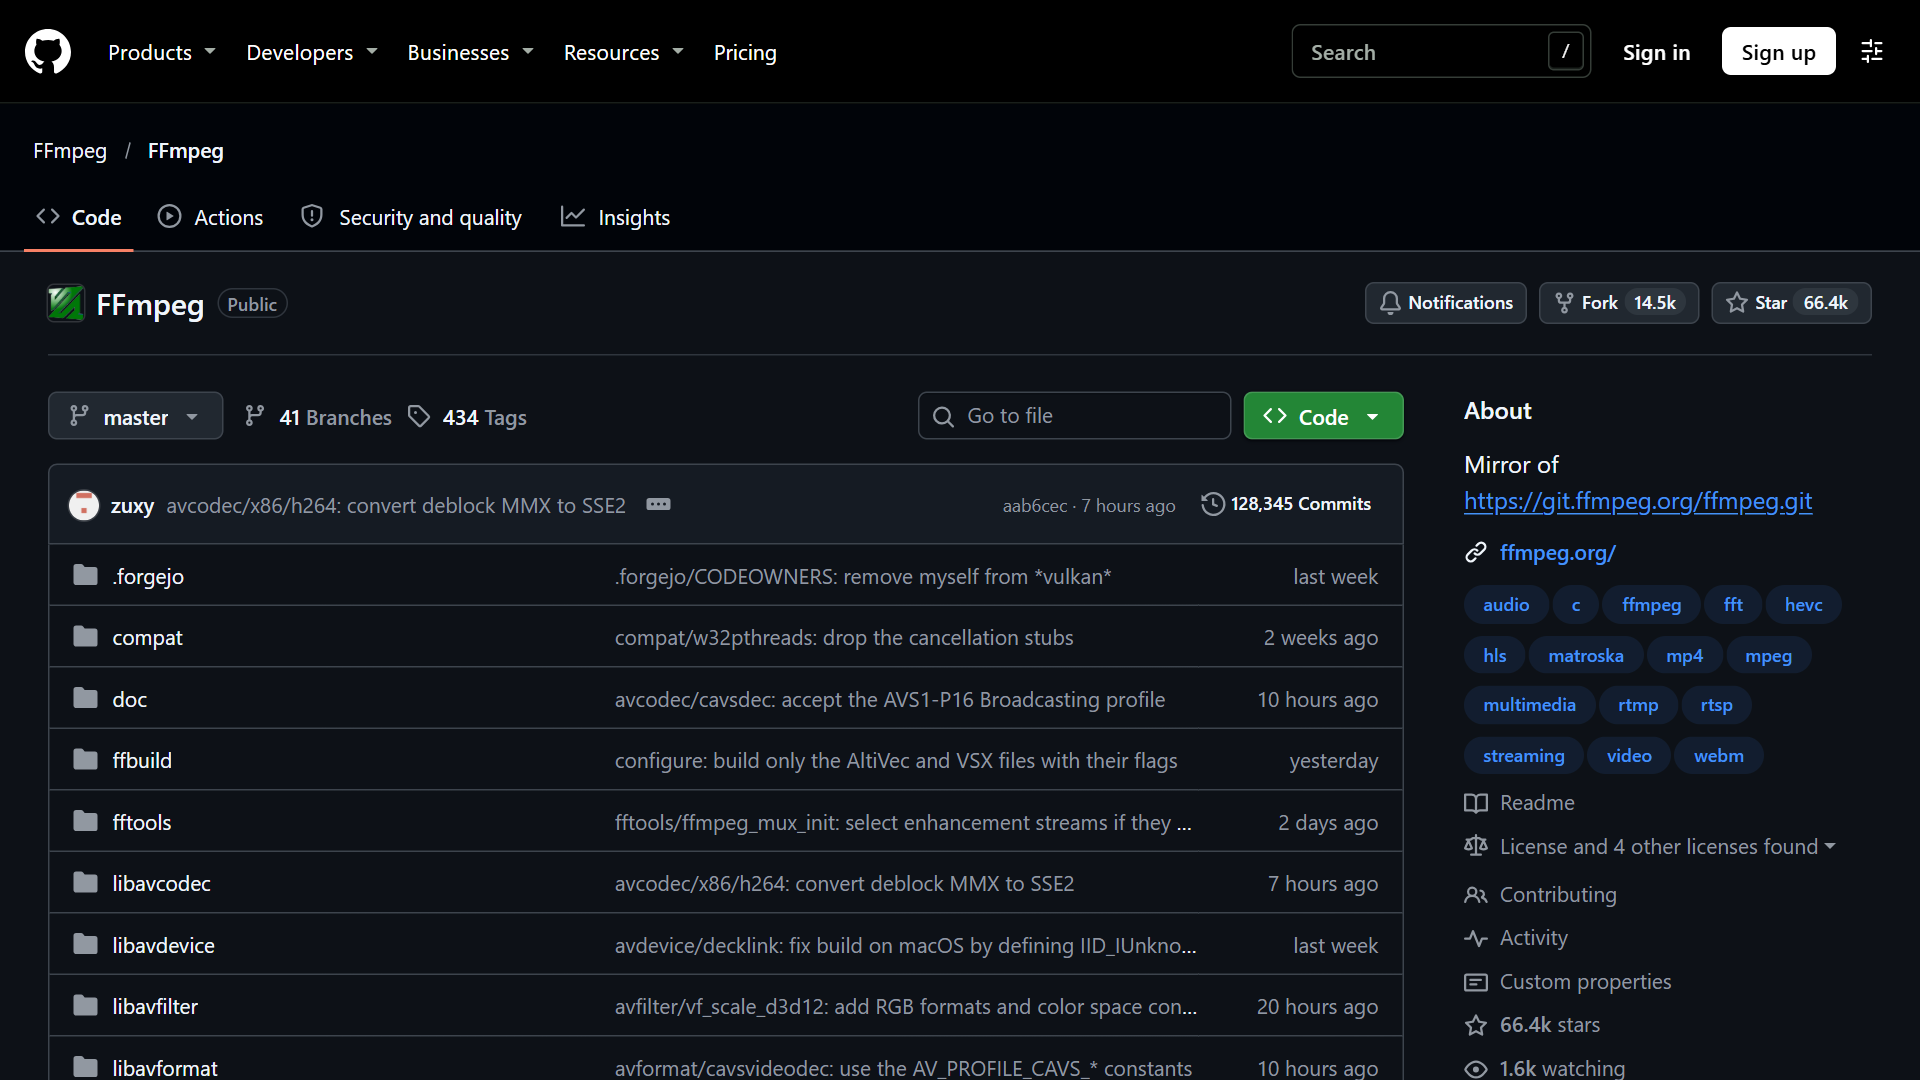 Products Developers Businesses Resources Pricing Search / Sign in Sign up
FFmpeg / FFmpeg
Code Actions Security and quality Insights
FFmpeg Public Notifications Fork 14.5k Star 66.4k
master 41 Branches 434 Tags Go to file Code
zuxy avcodec/x86/h264: convert deblock MMX to SSE2 aab6cec · 7 hours ago 128,345 Commits
.forgejo .forgejo/CODEOWNERS: remove myself from *vulkan* last week
compat compat/w32pthreads: drop the cancellation stubs 2 weeks ago
doc avcodec/cavsdec: accept the AVS1-P16 Broadcasting profile 10 hours ago
ffbuild configure: build only the AltiVec and VSX files with their flags yesterday
fftools fftools/ffmpeg_mux_init: select enhancement streams if they ... 2 days ago
libavcodec avcodec/x86/h264: convert deblock MMX to SSE2 7 hours ago
libavdevice avdevice/decklink: fix build on macOS by defining IID_IUnkno... last week
libavfilter avfilter/vf_scale_d3d12: add RGB formats and color space con... 20 hours ago
libavformat avformat/cavsvideodec: use the AV_PROFILE_CAVS_* constants 10 hours ago
About
Mirror of
https://git.ffmpeg.org/ffmpeg.git
ffmpeg.org/
audio c ffmpeg fft hevc
hls matroska mp4 mpeg
multimedia rtmp rtsp
streaming video webm
Readme
License and 4 other licenses found
Contributing
Activity
Custom properties
66.4k stars
1.6k watching